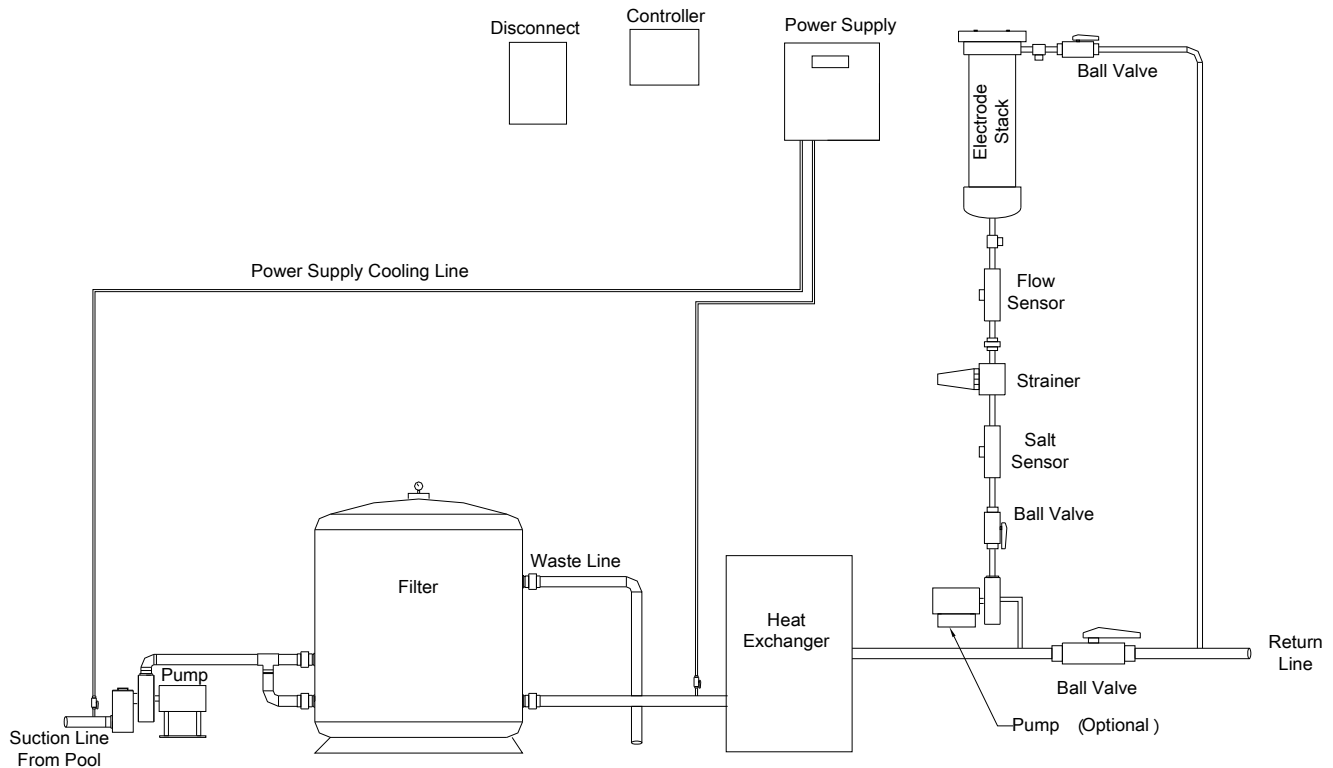 Disconnect
Controller
Power Supply
Ball Valve
Electrode
Stack
Power Supply Cooling Line
Flow
Sensor
Strainer
Salt
Sensor
Ball Valve
Waste Line
Filter
Heat
Exchanger
Pump
Return
Line
Ball Valve
Pump (Optional)
Suction Line
From Pool